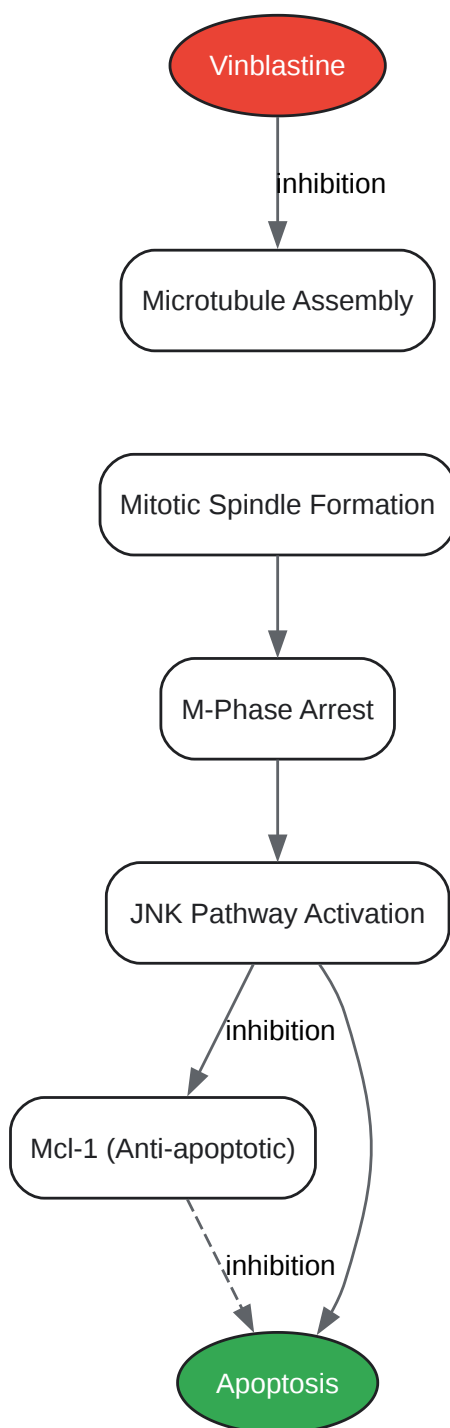 Vinblastine
inhibition
Microtubule Assembly
Mitotic Spindle Formation
M-Phase Arrest
JNK Pathway Activation
inhibition
Mcl-1 (Anti-apoptotic)
inhibition
Apoptosis